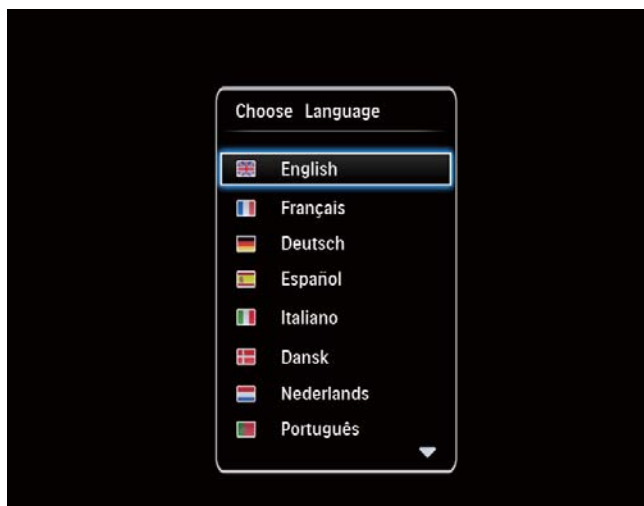 Choose Language
English
Français
Deutsch
Español
Italiano
Dansk
Nederlands
Português